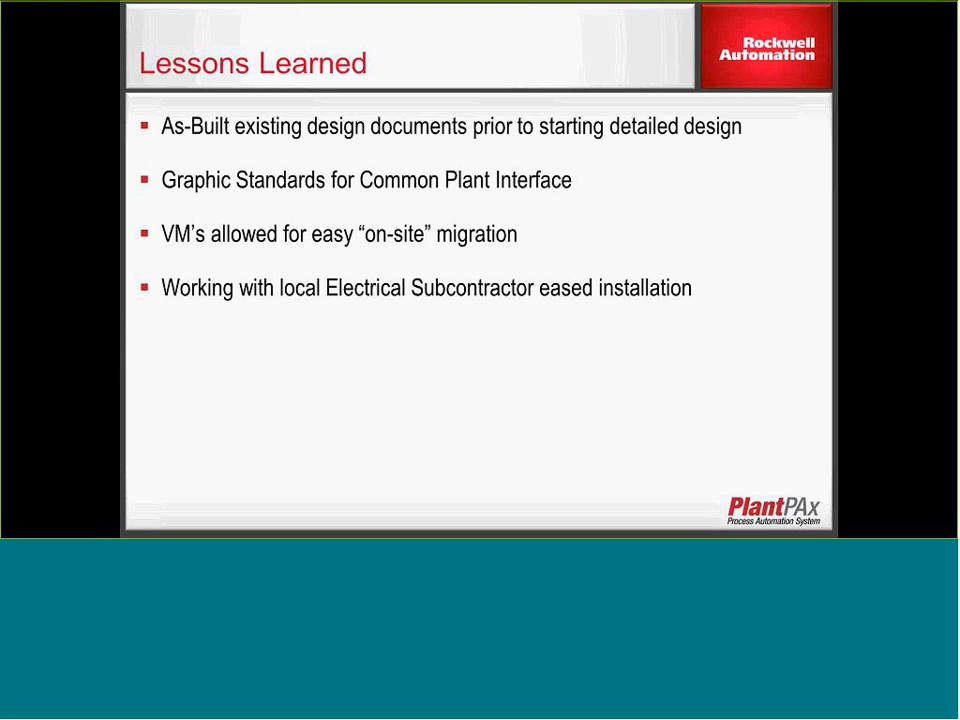 Lessons Learned
Rockwell
Automation
▪ As-Built existing design documents prior to starting detailed design
▪ Graphic Standards for Common Plant Interface
▪ VM’s allowed for easy “on-site” migration
▪ Working with local Electrical Subcontractor eased installation
PlantPAx
Process Automation System